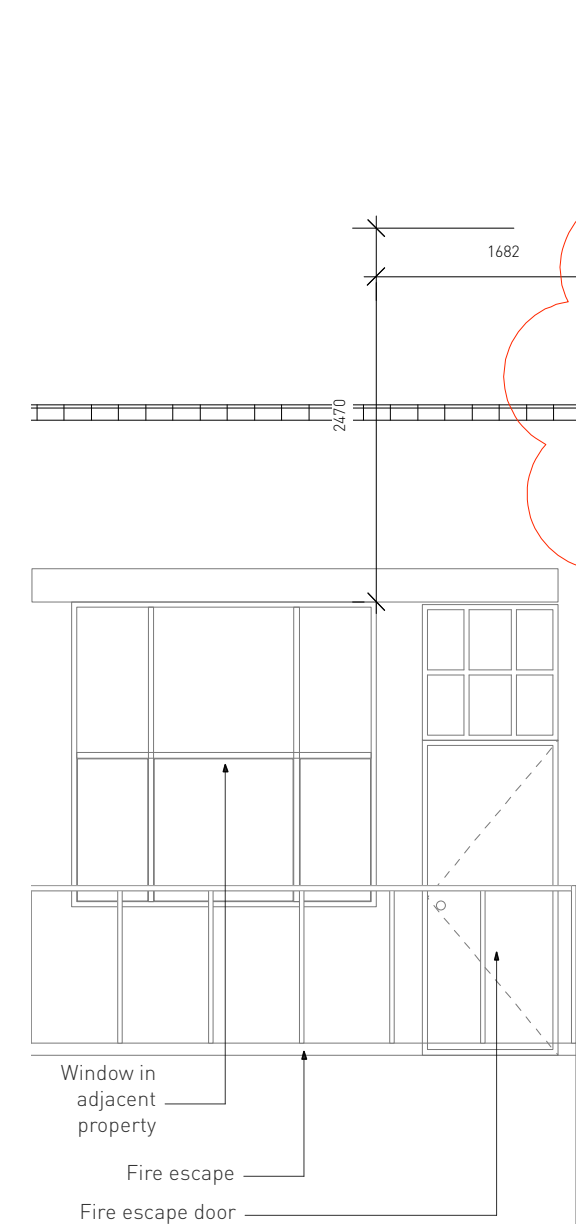 1682
2470
Window in
adjacent
property
Fire escape
Fire escape door